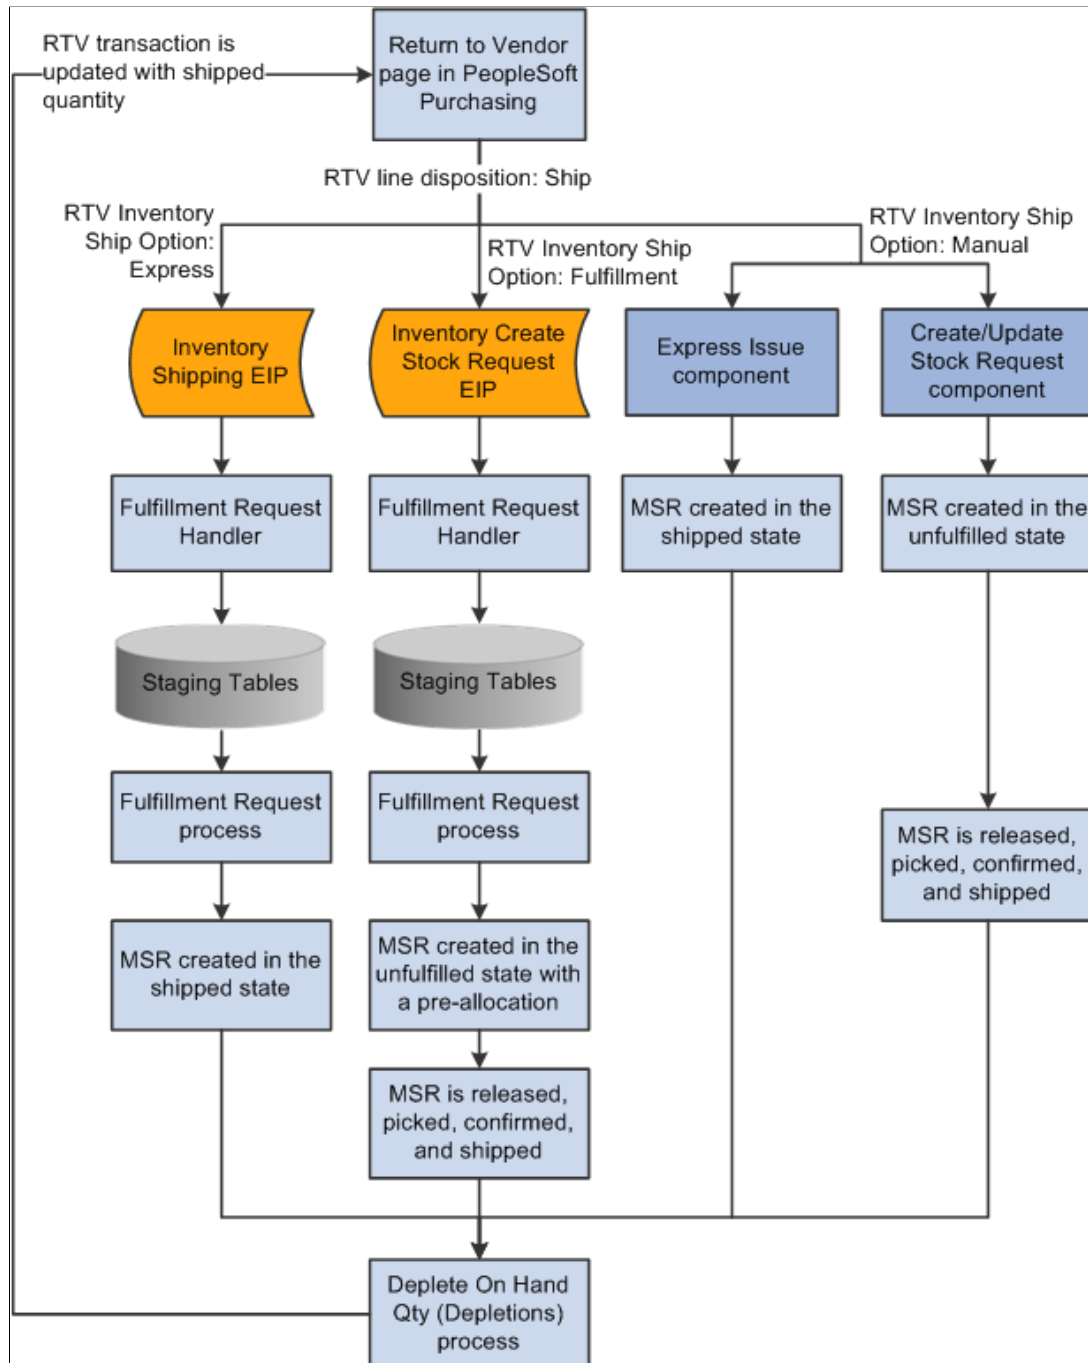 RTV transaction is
updated with shipped
quantity
Return to Vendor
page in PeopleSoft
Purchasing
RTV line disposition: Ship
RTV Inventory
Ship Option:
Express
RTV Inventory Ship
Option: Fulfillment
RTV Inventory Ship
Option: Manual
Inventory
Shipping EIP
Inventory Create
Stock Request
EIP
Express Issue
component
Create/Update
Stock Request
component
Fulfillment Request
Handler
Fulfillment Request
Handler
MSR created in the
shipped state
MSR created in the
unfulfilled state
Staging Tables
Staging Tables
Fulfillment Request
process
Fulfillment Request
process
MSR is released,
picked, confirmed,
and shipped
MSR created in the
shipped state
MSR created in the
unfulfilled state with
a pre-allocation
MSR is released,
picked, confirmed,
and shipped
Deplete On Hand
Qty (Depletions)
process